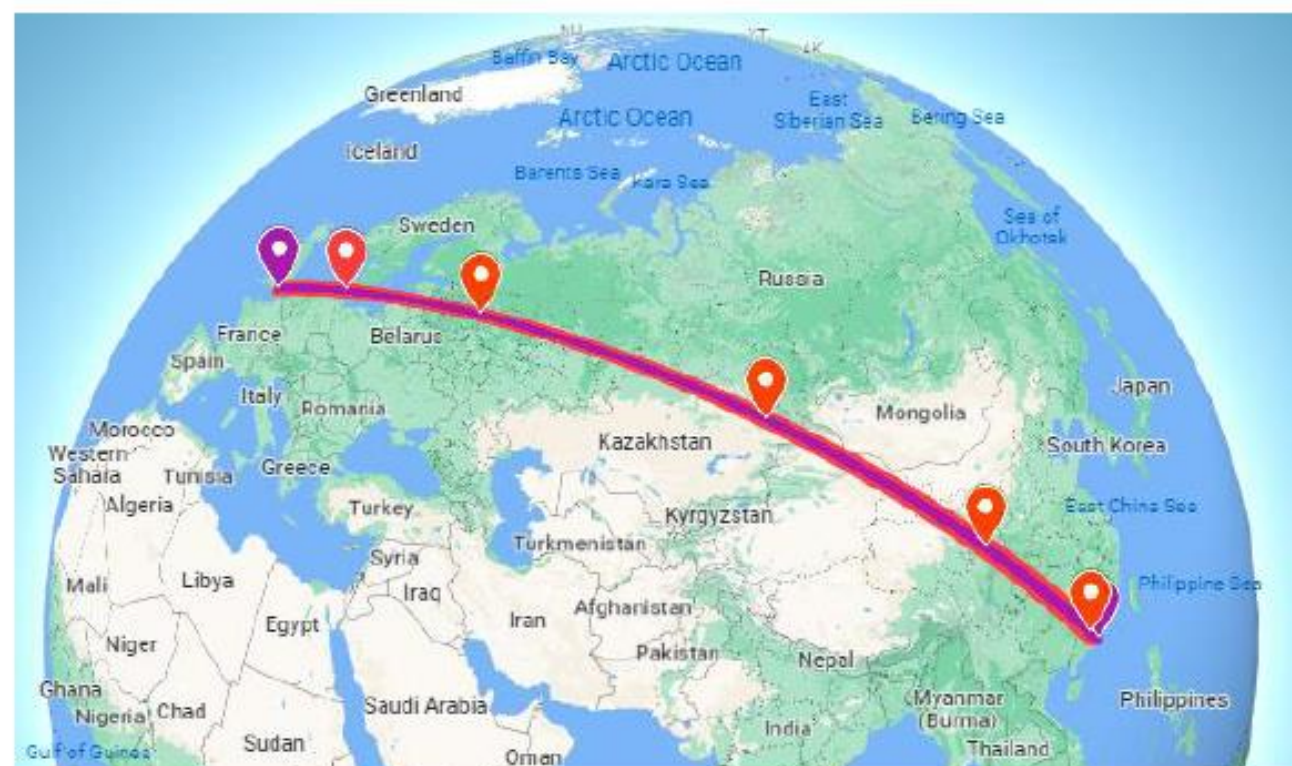 NU
XT
4K
Baffin Bay
Arctic Ocean
Greenland
East
Siberian Sea
Bering Sea
Arctic Ocean
Iceland
Barents Sea
Kara Sea
Sweden
Sea of
Okhotsk
Russia
France
Belarus
Spain
Italy
Romania
Japan
Mongolia
Morocco
Kazakhstan
South Korea
Western
Sahara
Tunisia
Greece
Algeria
Turkey
Kyrgyzstan
East China Sea
Turkmenistan
Syria
Mali
Libya
Iraq
Philippine Sea
Afghanistan
Egypt
Iran
Niger
Pakistan
Nepal
Ghana
Nigeria
Chad
Saudi Arabia
Myanmar
(Burma)
Philippines
India
Sudan
Thailand
Gulf of Guinea
Oman